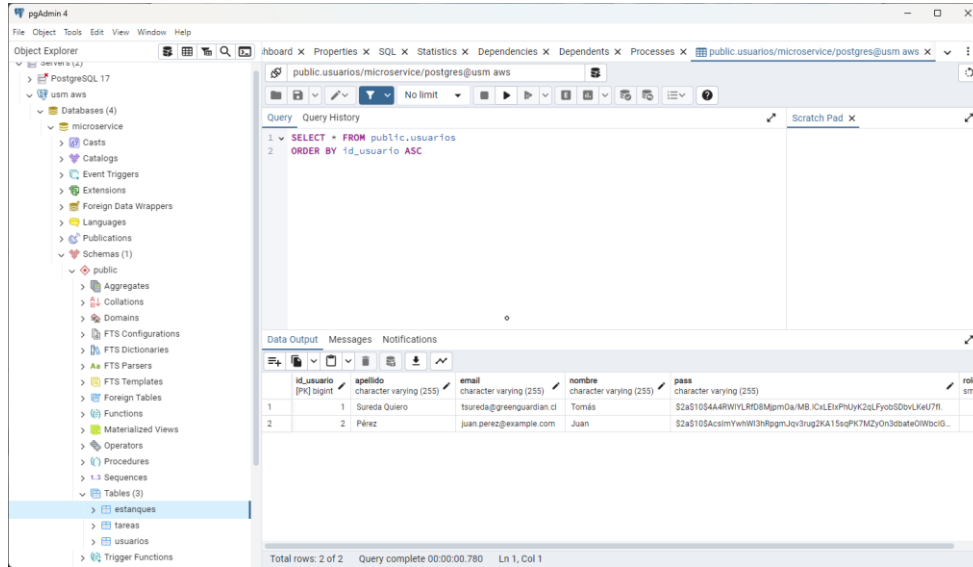 pgAdmin 4
File Object Tools Edit View Window Help
Object Explorer
hboard Properties SQL Statistics Dependencies Dependents Processes public.usuarios/microservice/postgres@usm aws
Servers (2)
PostgreSQL 17
usm aws
Databases (4)
microservice
Casts
Catalogs
Event Triggers
Extensions
Foreign Data Wrappers
Languages
Publications
Schemas (1)
public
Aggregates
Collations
Domains
FTS Configurations
FTS Dictionaries
FTS Parsers
FTS Templates
Foreign Tables
Functions
Materialized Views
Operators
Procedures
1..3 Sequences
Tables (3)
estanques
tareas
usuarios
Trigger Functions
public.usuarios/microservice/postgres@usm aws
No limit
Query Query History
Scratch Pad
1 SELECT * FROM public.usuarios
2 ORDER BY id_usuario ASC
Data Output Messages Notifications
id_usuario apellido email nombre pass rol
[PK] bigint character varying (255) character varying (255) character varying (255) character varying (255) sm
1 1 Sureda Quiero tsureda@greenguardian.cl Tomás
2 2 Pérez juan.perez@example.com Juan
Total rows: 2 of 2 Query complete 00:00:00.780 Ln 1, Col 1